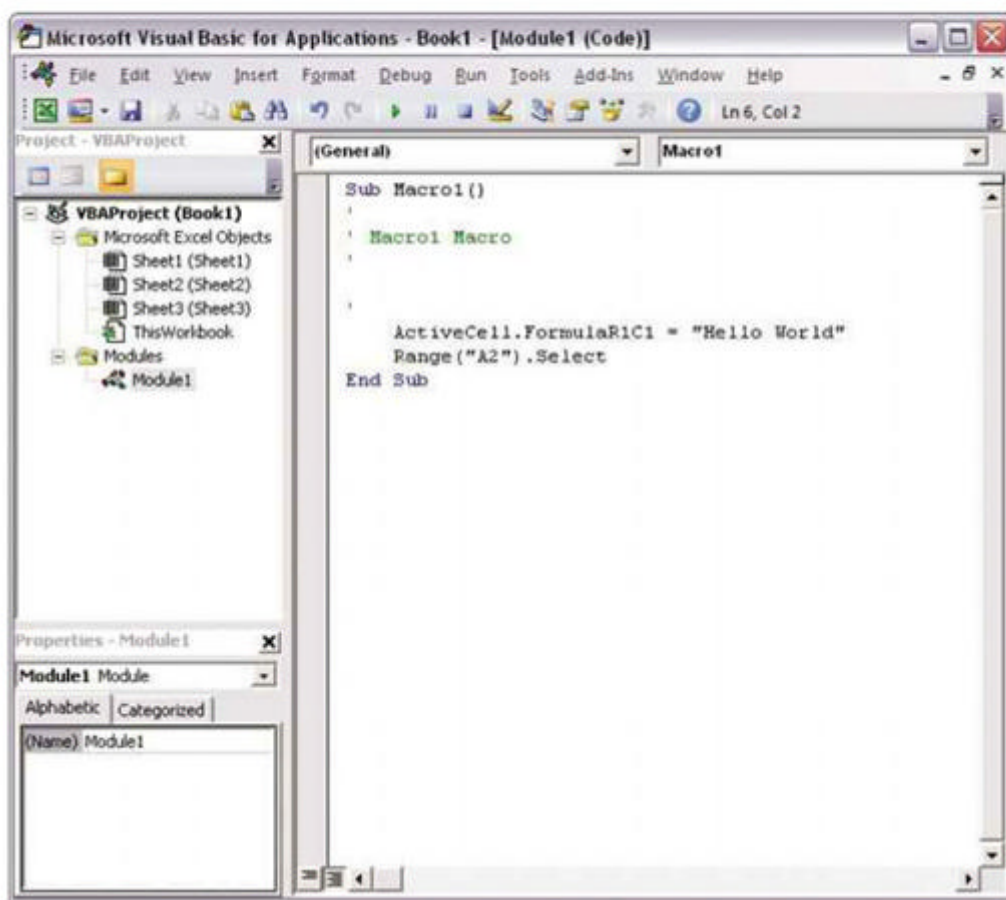 Microsoft Visual Basic for Applications - Book1 - [Module1 (Code)]
File Edit View Insert Format Debug Run Tools Add-Ins Window Help
Ln 6, Col 2
Project - VBAProject
(General) Macro1
VBAProject (Book1)
Microsoft Excel Objects
Sheet1 (Sheet1)
Sheet2 (Sheet2)
Sheet3 (Sheet3)
ThisWorkbook
Modules
Module1
Sub Macro1()
'
' Macro1 Macro
'
'
ActiveCell.FormulaR1C1 = "Hello World"
Range("A2").Select
End Sub
Properties - Module1
Module1 Module
Alphabetic Categorized
(Name) Module1